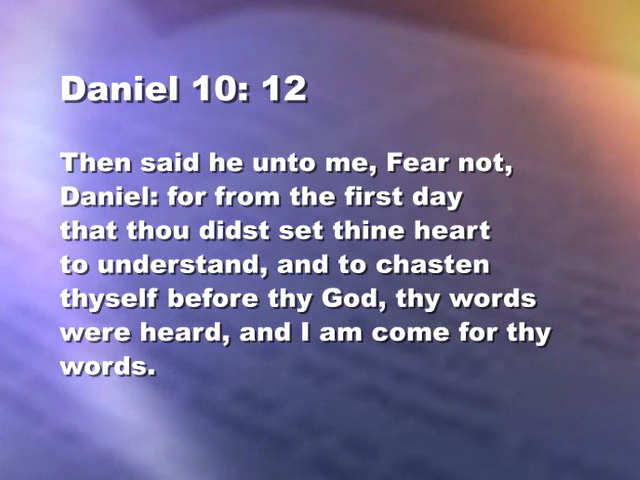 Daniel 10: 12
Then said he unto me, Fear not,
Daniel: for from the first day
that thou didst set thine heart
to understand, and to chasten
thyself before thy God, thy words
were heard, and I am come for thy
words.